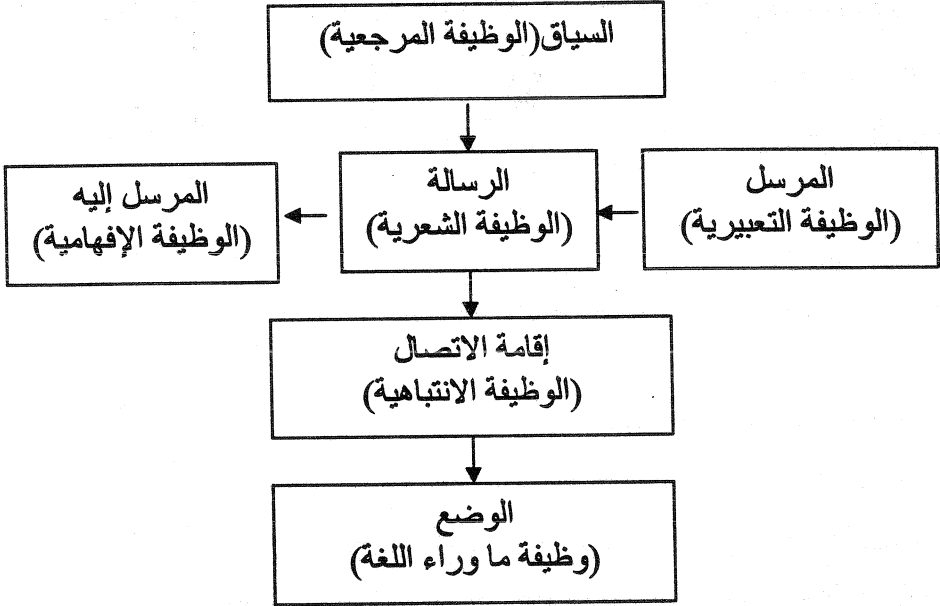 السياق(الوظيفة المرجعية)
المرسل
(الوظيفة التعبيرية)
الرسالة
(الوظيفة الشعرية)
المرسل إليه
(الوظيفة الإفهامية)
إقامة الاتصال
(الوظيفة الانتباهية)
الوضع
(وظيفة ما وراء اللغة)